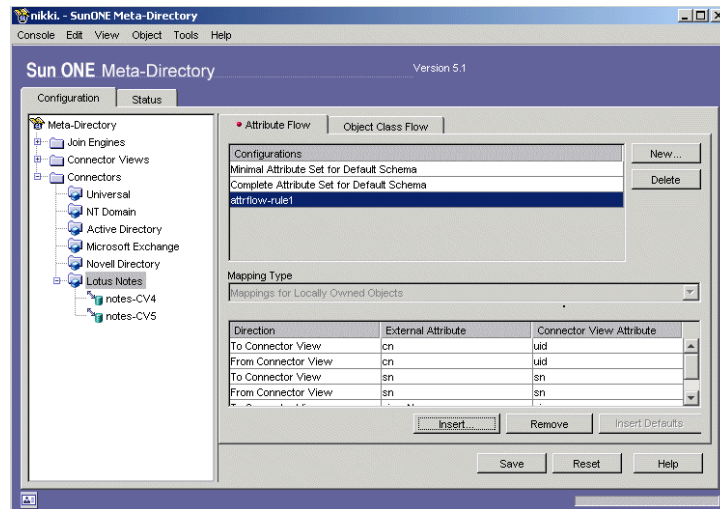 nikki. - SunONE Meta-Directory
Console Edit View Object Tools Help
Sun ONE Meta-Directory
Version 5.1
Configuration Status
Meta-Directory
Join Engines
Connector Views
Connectors
Universal
NT Domain
Active Directory
Microsoft Exchange
Novell Directory
Lotus Notes
notes-CV4
notes-CV5
Attribute Flow Object Class Flow
Configurations
Minimal Attribute Set for Default Schema
Complete Attribute Set for Default Schema
attrflow-rule1
New...
Delete
Mapping Type
Mappings for Locally Owned Objects
Direction External Attribute Connector View Attribute
To Connector View cn uid
From Connector View cn uid
To Connector View sn sn
From Connector View sn sn
Insert... Remove Insert Defaults
Save Reset Help